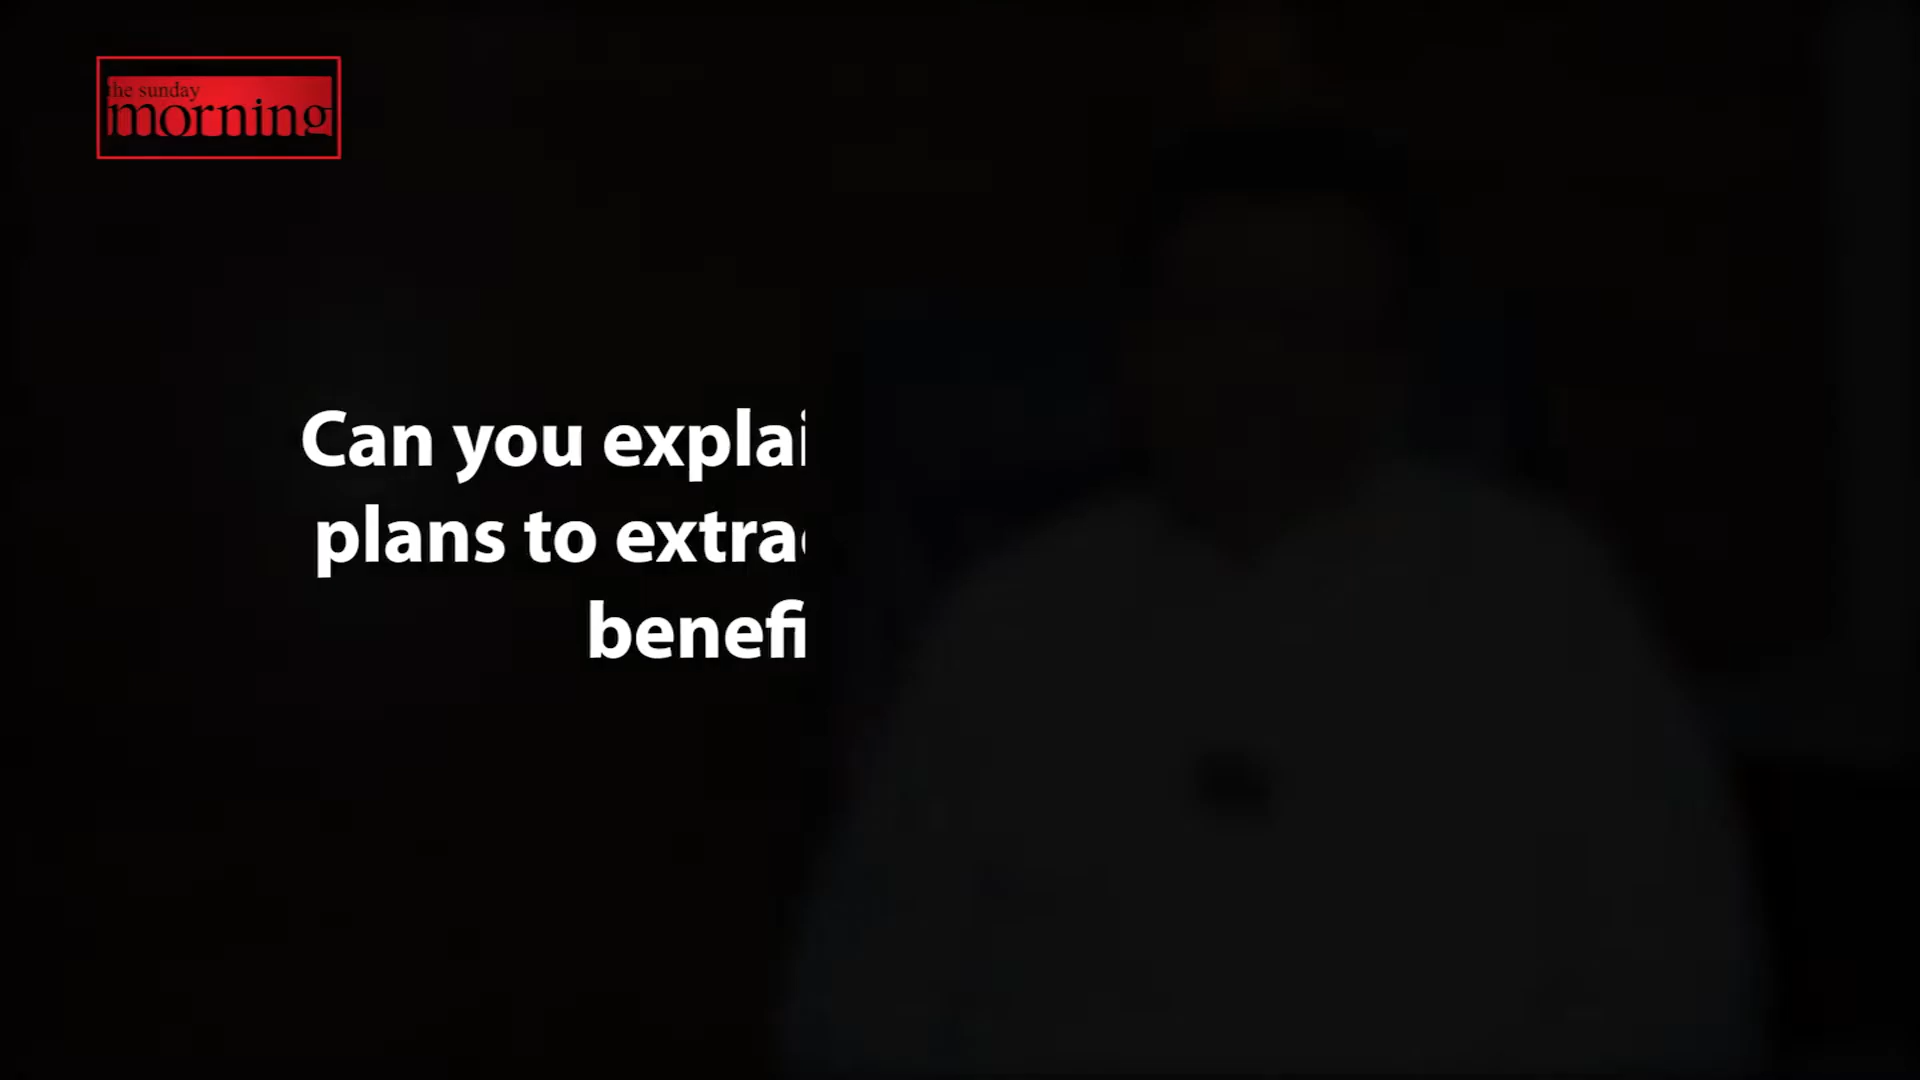 the sunday
morning
Can you explai
plans to extra
benefi